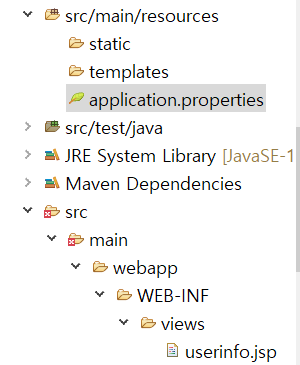 src/main/resources
static
templates
application.properties
src/test/java
JRE System Library [JavaSE-1
Maven Dependencies
src
main
webapp
WEB-INF
views
userinfo.jsp